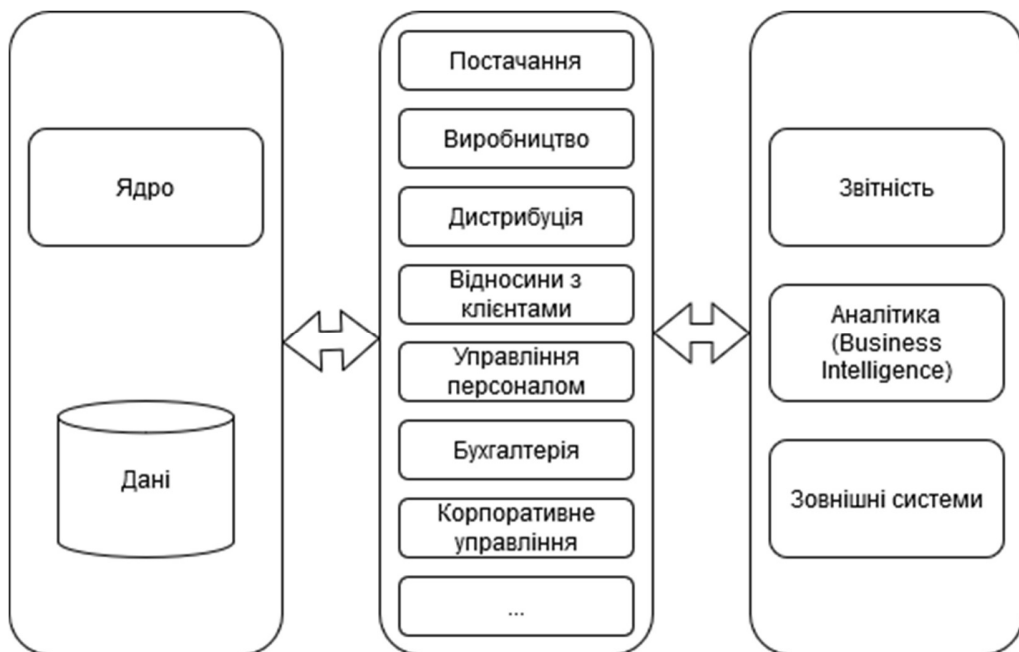 Ядро
Дані
Постачання
Виробництво
Дистрибуція
Відносини з
клієнтами
Управління
персоналом
Бухгалтерія
Корпоративне
управління
...
Звітність
Аналітика
(Business
Intelligence)
Зовнішні системи